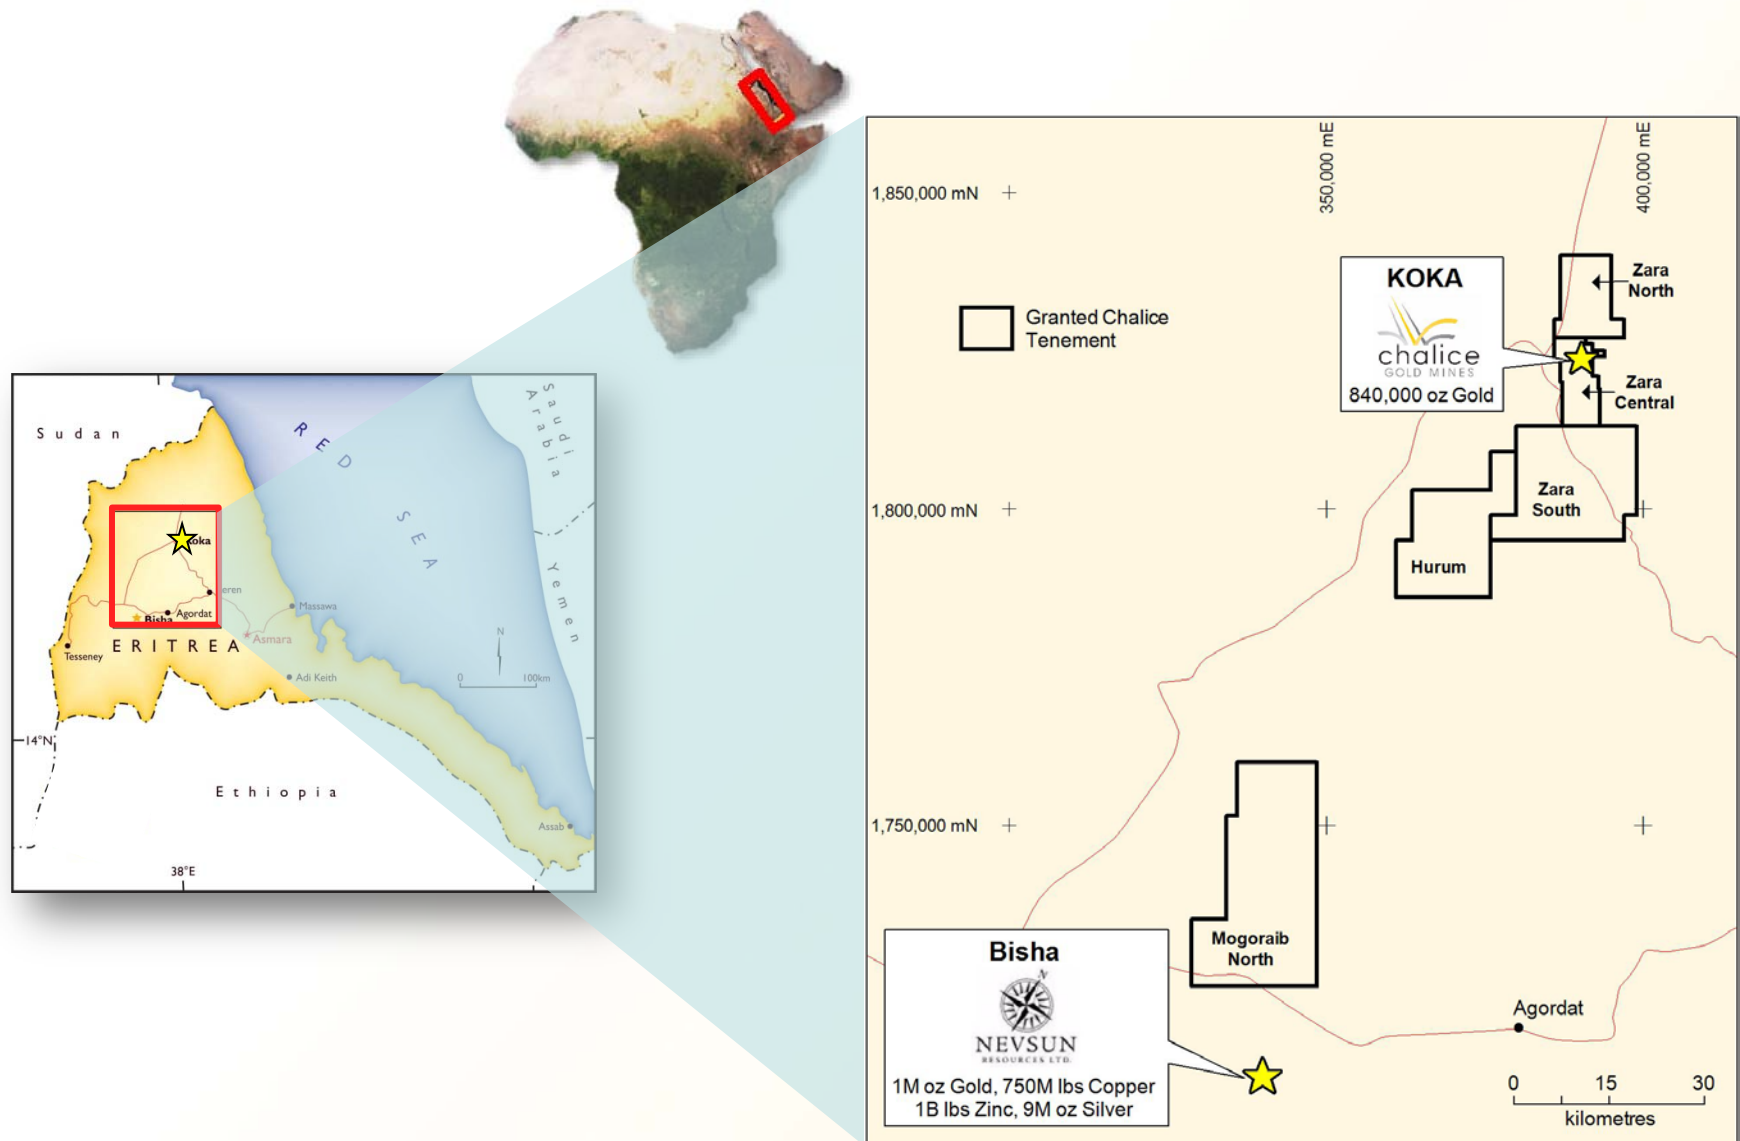 Sudan
RED
SEA
Saudi
Arabia
Yemen
Koka
eren
Agordat
Bisha
Massawa
Asmara
ERITREA
Tesseney
Adi Keith
N
0 100km
14°N
Ethiopia
Assab
38°E
350,000 mE
400,000 mE
1,850,000 mN
1,800,000 mN
1,750,000 mN
Granted Chalice
Tenement
KOKA
chalice
GOLD MINES
840,000 oz Gold
Zara
North
Zara
Central
Zara
South
Hurum
Mogoraib
North
Bisha
N
NEVSUN
RESOURCES LTD.
1M oz Gold, 750M lbs Copper
1B lbs Zinc, 9M oz Silver
Agordat
0 15 30
kilometres